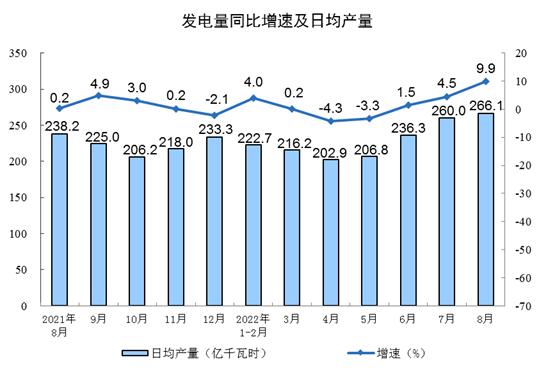 发电量同比增速及日均产量
350 300 250 200 150 100 50 0
20 10 0 -10 -20 -30 -40 -50 -60 -70
0.2 4.9 3.0 0.2 -2.1 4.0 0.2 -4.3 -3.3 1.5 4.5 9.9
238.2 225.0 206.2 218.0 233.3 222.7 216.2 202.9 206.8 236.3 260.0 266.1
2021年 9月 10月 11月 12月 2022年 3月 4月 5月 6月 7月 8月
8月 1-2月
日均产量（亿千瓦时） 增速（%）